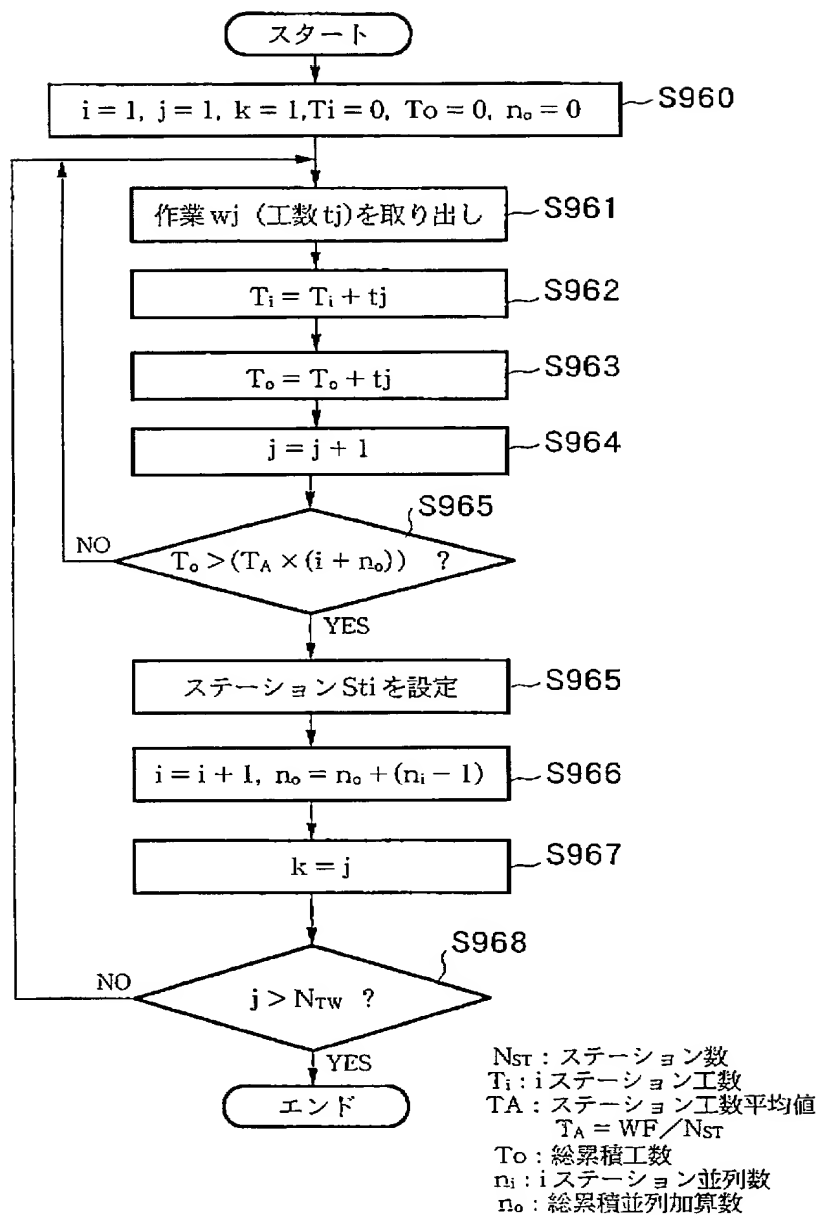 スタート
i = 1, j = 1, k = 1, Ti = 0, To = 0, no = 0
S960
作業 wj (工数 tj)を取り出し
S961
Ti = Ti + tj
S962
To = To + tj
S963
j = j + 1
S964
S965
NO
To > (TA × (i + no)) ?
YES
ステーション Sti を設定
S965
i = i + 1, no = no + (ni − 1)
S966
k = j
S967
S968
NO
j > NTW ?
YES
エンド
NST : ステーション数
Ti : i ステーション工数
TA : ステーション工数平均値
TA = WF/NST
To : 総累積工数
ni : i ステーション並列数
no : 総累積並列加算数